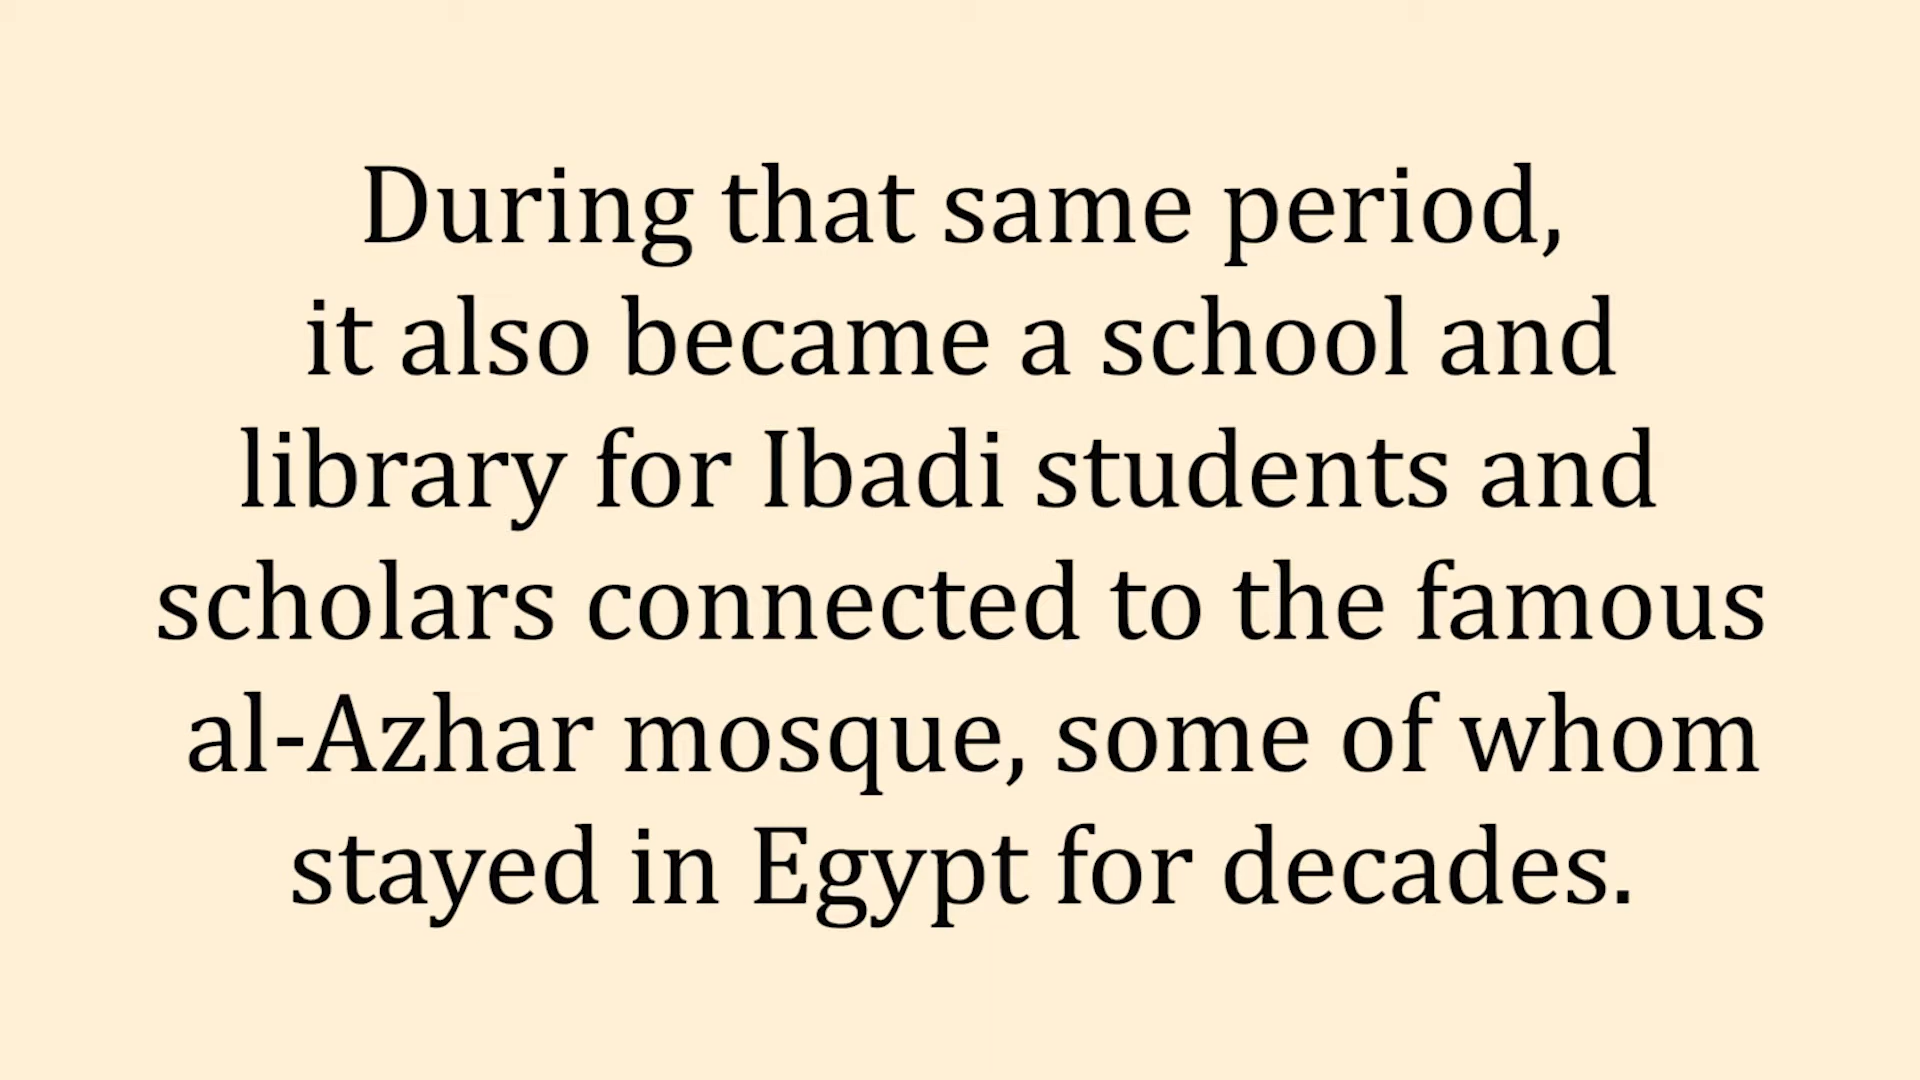 During that same period,
it also became a school and
library for Ibadi students and
scholars connected to the famous
al-Azhar mosque, some of whom
stayed in Egypt for decades.